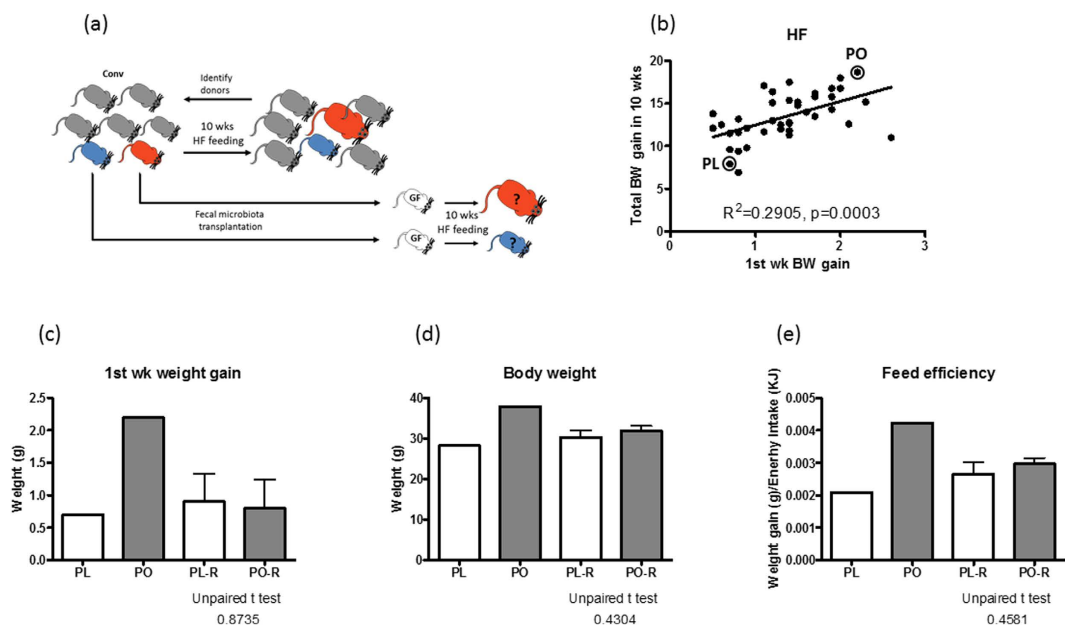 (a)
Conv
Identify
donors
10 wks
HF feeding
Fecal microbiota
transplantation
GF
GF
10 wks
HF feeding
?
?
(b)
HF
Total BW gain in 10 wks
20
15
10
5
0
PO
PL
R²=0.2905, p=0.0003
0
1
2
3
1st wk BW gain
(c)
1st wk weight gain
Weight (g)
2.5
2.0
1.5
1.0
0.5
0.0
PL
PO
PL-R
PO-R
Unpaired t test
0.8735
(d)
Body weight
Weight (g)
40
30
20
10
0
PL
PO
PL-R
PO-R
Unpaired t test
0.4304
(e)
Feed efficiency
Weight gain (g)/Enerhy Intake (KJ)
0.005
0.004
0.003
0.002
0.001
0.000
PL
PO
PL-R
PO-R
Unpaired t test
0.4581